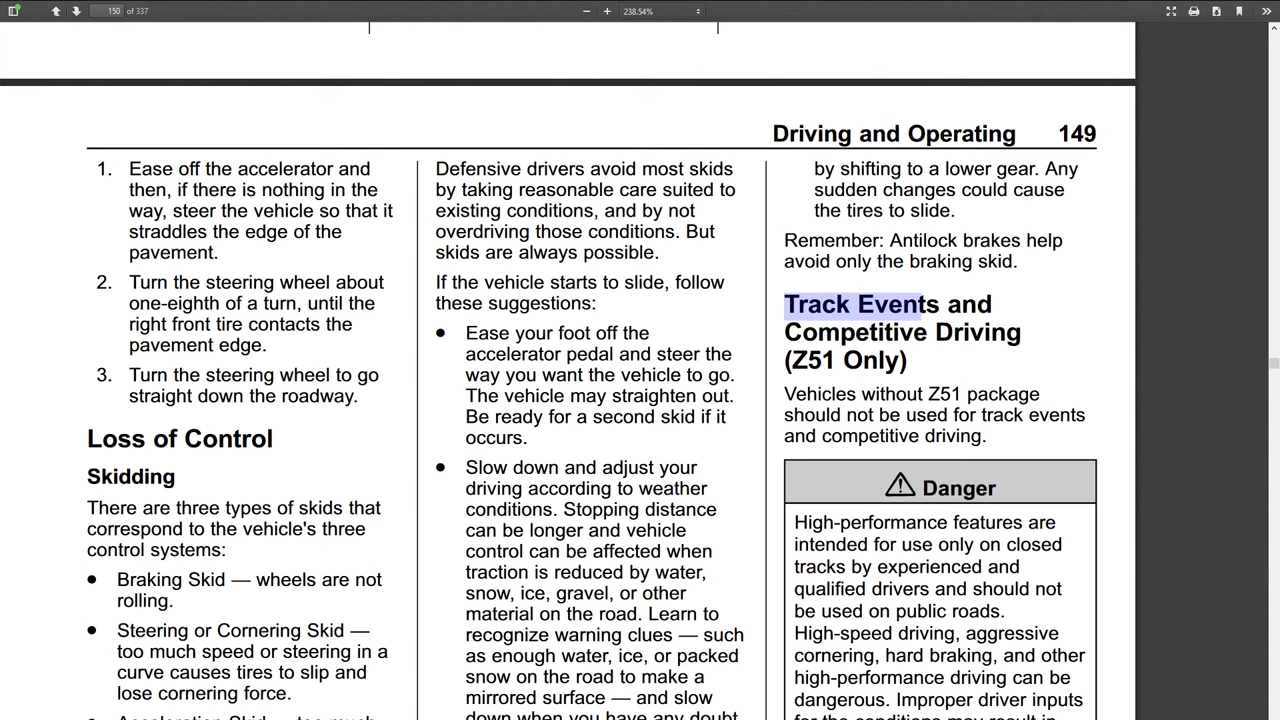 150 of 337
238.54%
Driving and Operating 149
1. Ease off the accelerator and
then, if there is nothing in the
way, steer the vehicle so that it
straddles the edge of the
pavement.
2. Turn the steering wheel about
one-eighth of a turn, until the
right front tire contacts the
pavement edge.
3. Turn the steering wheel to go
straight down the roadway.
Loss of Control
Skidding
There are three types of skids that
correspond to the vehicle's three
control systems:
• Braking Skid — wheels are not
rolling.
• Steering or Cornering Skid —
too much speed or steering in a
curve causes tires to slip and
lose cornering force.
• Acceleration Skid — too much
Defensive drivers avoid most skids
by taking reasonable care suited to
existing conditions, and by not
overdriving those conditions. But
skids are always possible.
If the vehicle starts to slide, follow
these suggestions:
• Ease your foot off the
accelerator pedal and steer the
way you want the vehicle to go.
The vehicle may straighten out.
Be ready for a second skid if it
occurs.
• Slow down and adjust your
driving according to weather
conditions. Stopping distance
can be longer and vehicle
control can be affected when
traction is reduced by water,
snow, ice, gravel, or other
material on the road. Learn to
recognize warning clues — such
as enough water, ice, or packed
snow on the road to make a
mirrored surface — and slow
down when you have any doubt
by shifting to a lower gear. Any
sudden changes could cause
the tires to slide.
Remember: Antilock brakes help
avoid only the braking skid.
Track Events and
Competitive Driving
(Z51 Only)
Vehicles without Z51 package
should not be used for track events
and competitive driving.
Danger
High-performance features are
intended for use only on closed
tracks by experienced and
qualified drivers and should not
be used on public roads.
High-speed driving, aggressive
cornering, hard braking, and other
high-performance driving can be
dangerous. Improper driver inputs
for the conditions may result in